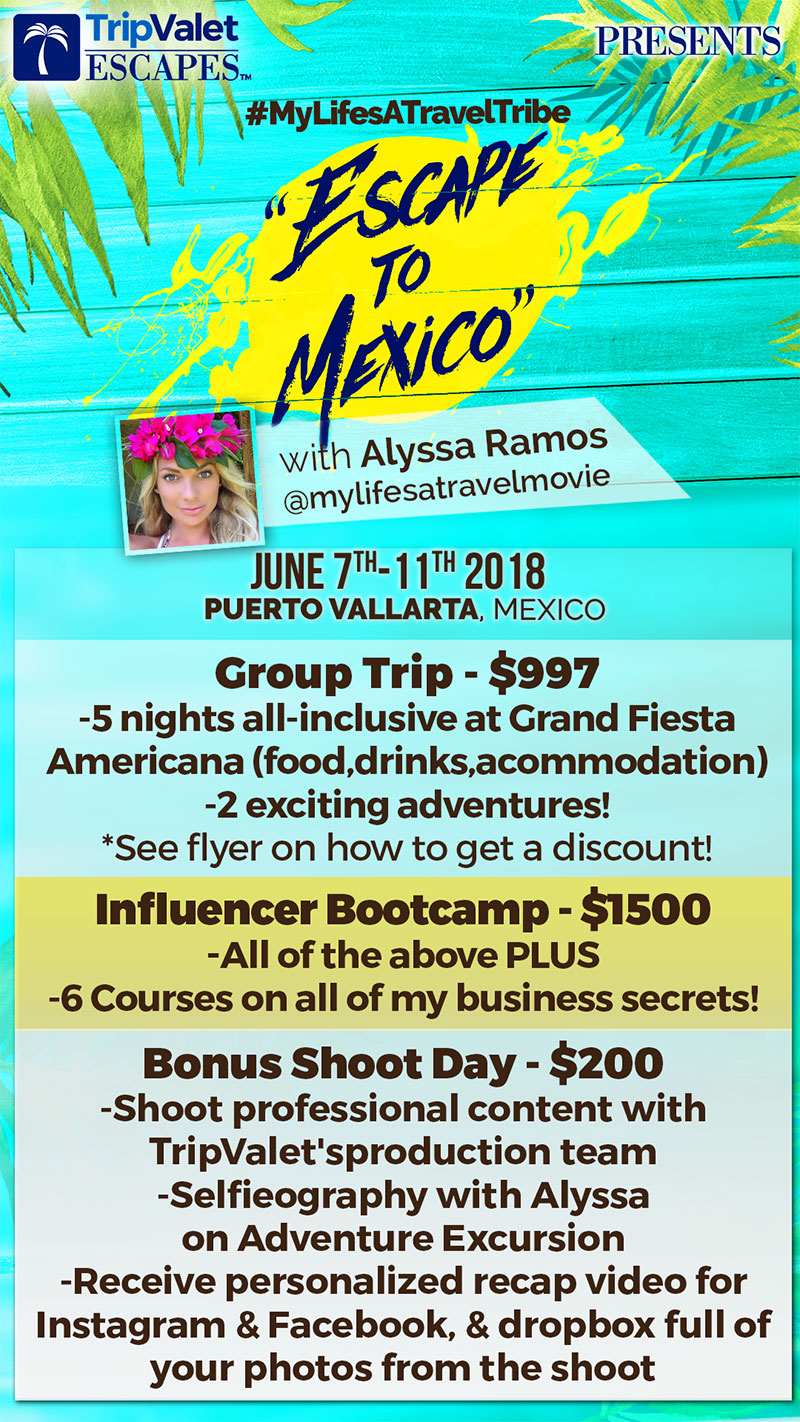 TripValet
ESCAPES™
PRESENTS
#MyLifesATravelTribe
"ESCAPE
TO
MEXiCO"
with Alyssa Ramos
@mylifesatravelmovie
JUNE 7TH-11TH 2018
PUERTO VALLARTA, MEXICO
Group Trip - $997
-5 nights all-inclusive at Grand Fiesta
Americana (food,drinks,acommodation)
-2 exciting adventures!
*See flyer on how to get a discount!
Influencer Bootcamp - $1500
-All of the above PLUS
-6 Courses on all of my business secrets!
Bonus Shoot Day - $200
-Shoot professional content with
TripValet'sproduction team
-Selfieography with Alyssa
on Adventure Excursion
-Receive personalized recap video for
Instagram & Facebook, & dropbox full of
your photos from the shoot